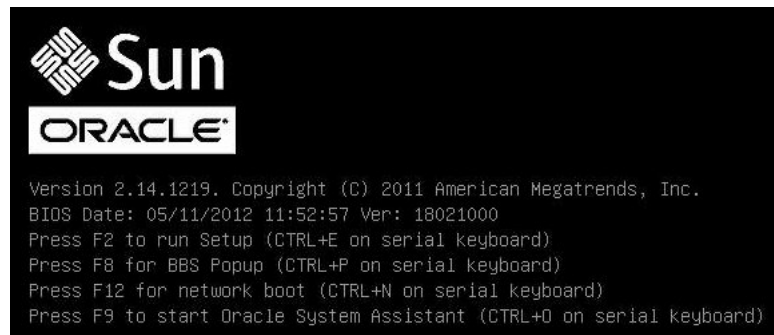 Sun
ORACLE
Version 2.14.1219. Copyright (C) 2011 American Megatrends, Inc.
BIOS Date: 05/11/2012 11:52:57 Ver: 18021000
Press F2 to run Setup (CTRL+E on serial keyboard)
Press F8 for BBS Popup (CTRL+P on serial keyboard)
Press F12 for network boot (CTRL+N on serial keyboard)
Press F9 to start Oracle System Assistant (CTRL+O on serial keyboard)